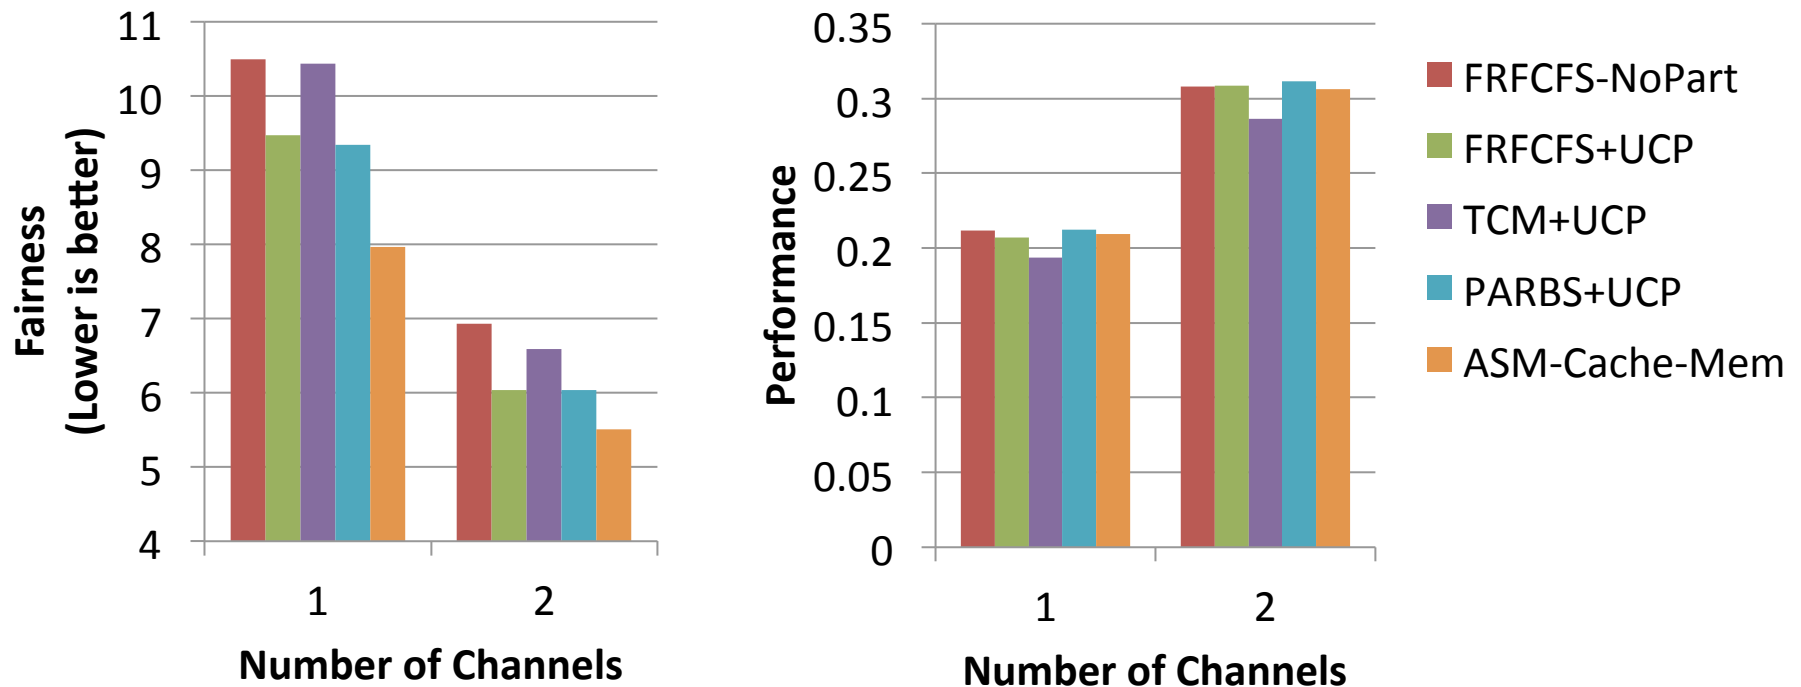 Fairness
(Lower is better)
11
10
9
8
7
6
5
4
1
2
Number of Channels
Performance
0.35
0.3
0.25
0.2
0.15
0.1
0.05
0
1
2
Number of Channels
FRFCFS-NoPart
FRFCFS+UCP
TCM+UCP
PARBS+UCP
ASM-Cache-Mem